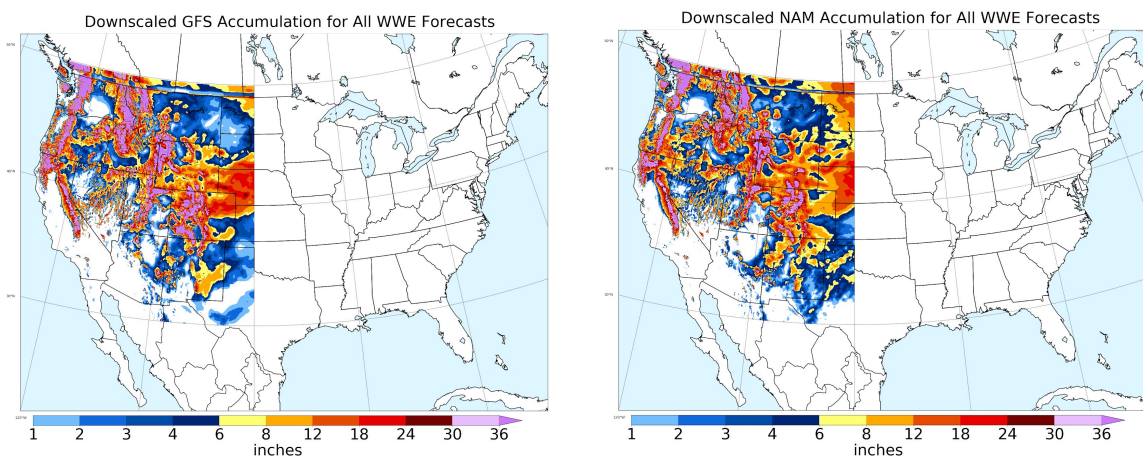 Downscaled GFS Accumulation for All WWE Forecasts
1 2 3 4 6 8 12 18 24 30 36
inches
Downscaled NAM Accumulation for All WWE Forecasts
1 2 3 4 6 8 12 18 24 30 36
inches